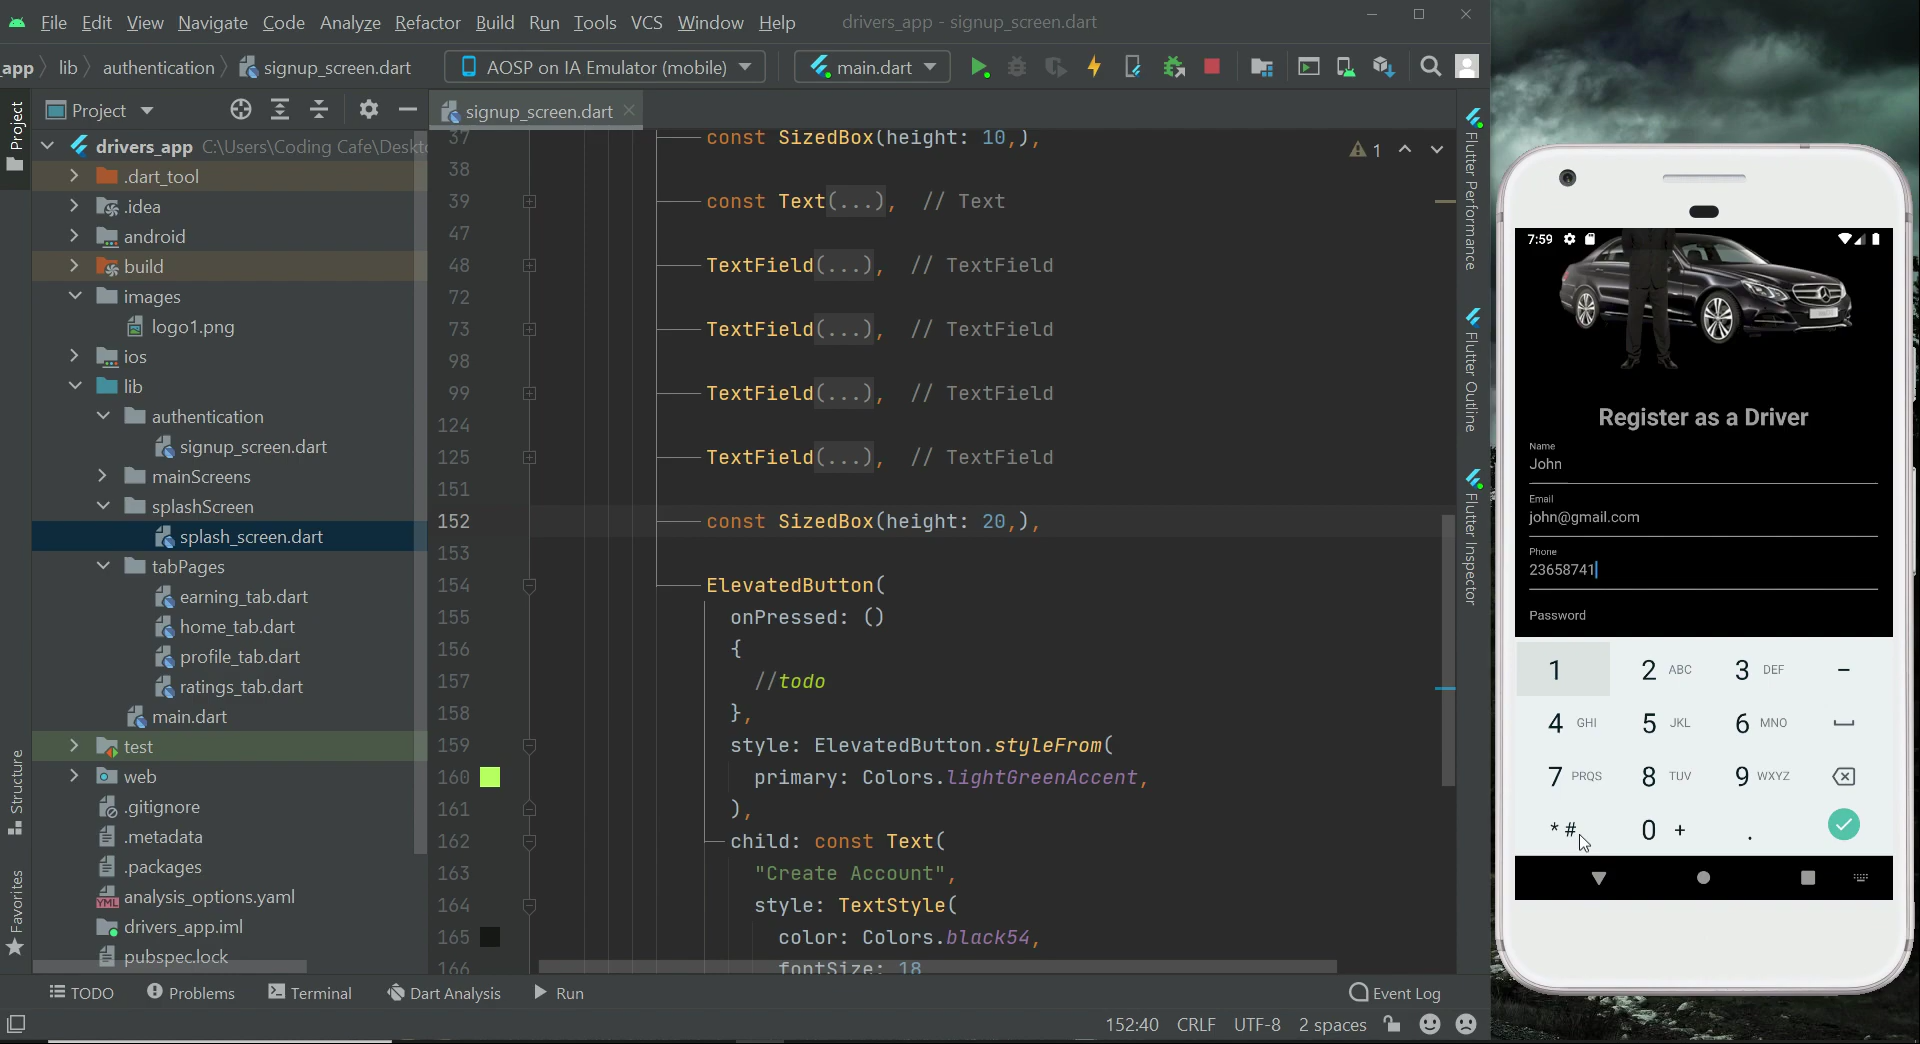 File Edit View Navigate Code Analyze Refactor Build Run Tools VCS Window Help drivers_app - signup_screen.dart
_app lib authentication signup_screen.dart AOSP on IA Emulator (mobile) main.dart
Project
signup_screen.dart
Project
drivers_app C:\Users\Coding Cafe\Deskt
.dart_tool
.idea
android
build
images
logo1.png
ios
lib
authentication
signup_screen.dart
mainScreens
splashScreen
splash_screen.dart
tabPages
earning_tab.dart
home_tab.dart
profile_tab.dart
ratings_tab.dart
main.dart
test
web
.gitignore
.metadata
.packages
analysis_options.yaml
drivers_app.iml
pubspec.lock
Structure
Favorites
1
37 const SizedBox(height: 10,),
38
39 const Text(...), // Text
47
48 TextField(...), // TextField
72
73 TextField(...), // TextField
98
99 TextField(...), // TextField
124
125 TextField(...), // TextField
151
152 const SizedBox(height: 20,),
153
154 ElevatedButton(
155 onPressed: ()
156 {
157 //todo
158 },
159 style: ElevatedButton.styleFrom(
160 primary: Colors.lightGreenAccent,
161 ),
162 child: const Text(
163 "Create Account",
164 style: TextStyle(
165 color: Colors.black54,
166 fontSize: 18
Flutter Performance
Flutter Outline
Flutter Inspector
TODO Problems Terminal Dart Analysis Run Event Log
152:40 CRLF UTF-8 2 spaces
7:59
Register as a Driver
Name
John
Email
john@gmail.com
Phone
23658741
Password
1 2 ABC 3 DEF -
4 GHI 5 JKL 6 MNO
7 PRQS 8 TUV 9 WXYZ
* # 0 + .